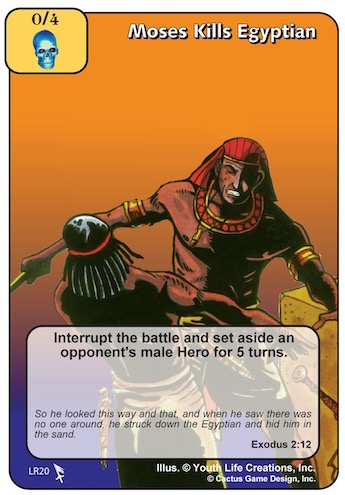 0/4
Moses Kills Egyptian
Interrupt the battle and set aside an
opponent's male Hero for 5 turns.
So he looked this way and that, and when he saw there was
no one around, he struck down the Egyptian and hid him in
the sand.
Exodus 2:12
LR20
Illus. © Youth Life Creations, Inc.
© Cactus Game Design, Inc.